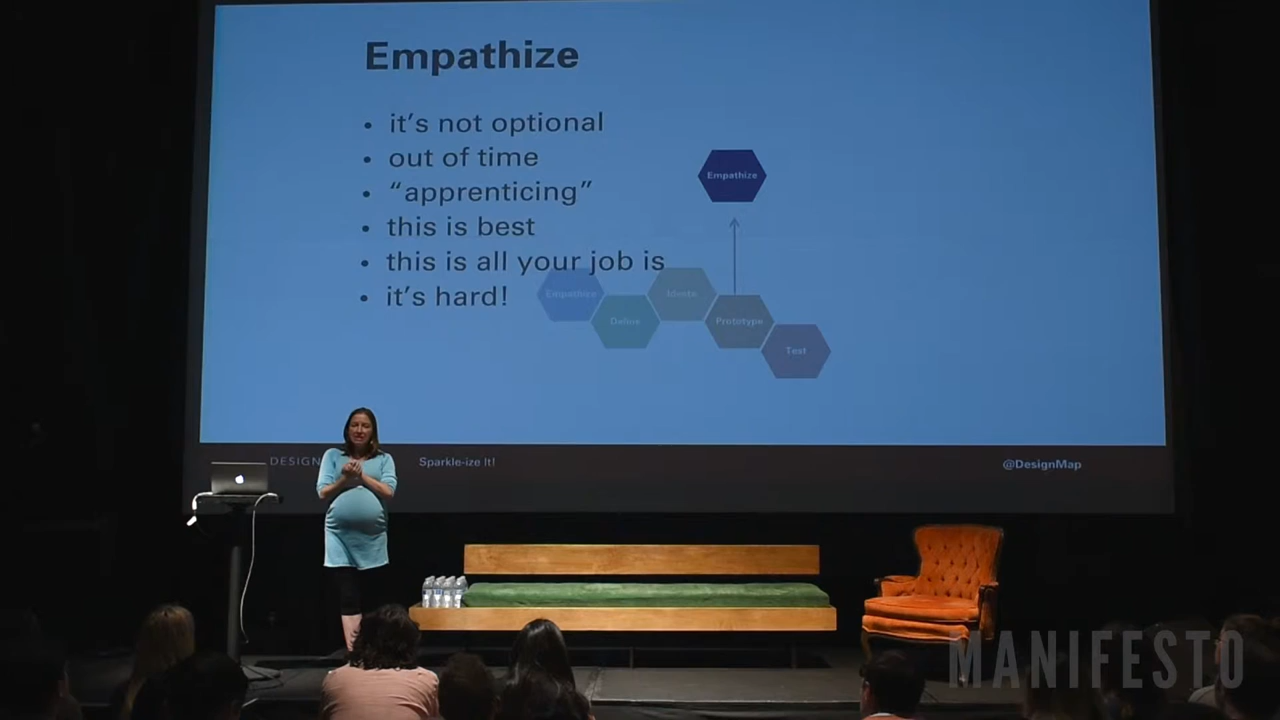 Empathize
• it's not optional
• out of time
• “apprenticing”
• this is best
• this is all your job is
• it's hard!
Empathize
Empathize
Define
Ideate
Prototype
Test
DESIGN
Sparkle-ize It!
@DesignMap
MANIFESTO